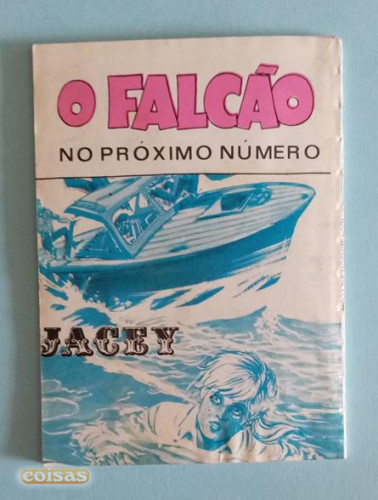 O FALCÃO
NO PRÓXIMO NÚMERO
JACEY
coisas